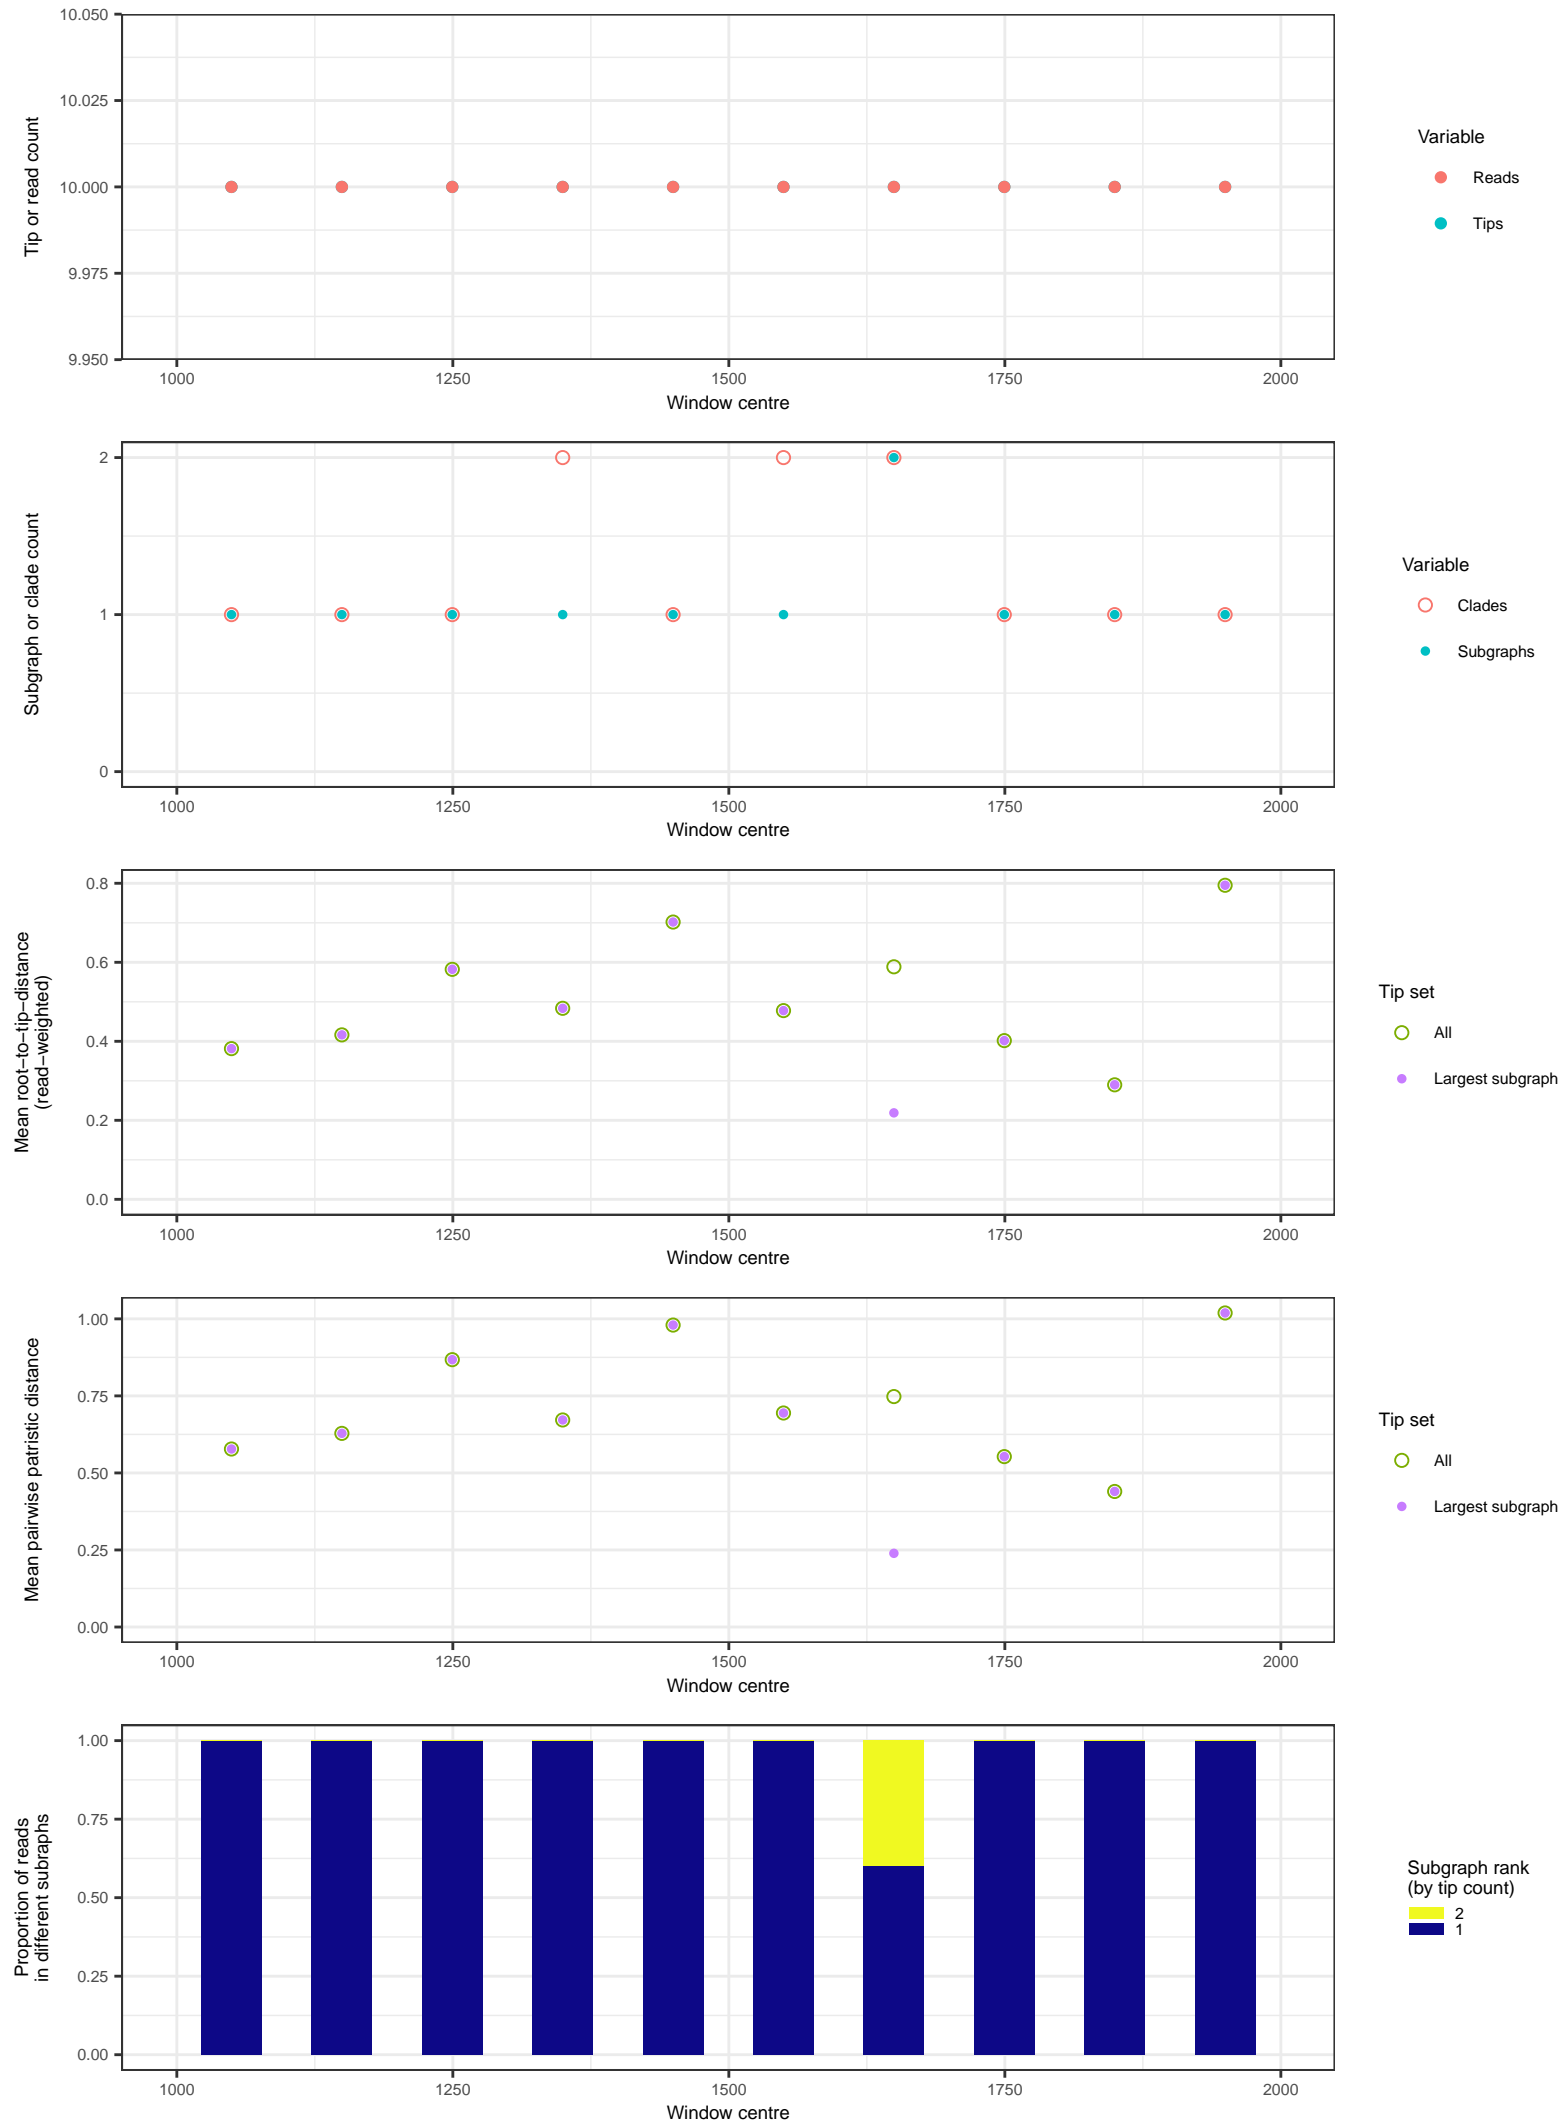 10.050
10.025
10.000
9.975
9.950
Tip or read count
1000 1250 1500 1750 2000
Window centre
Variable
Reads
Tips
2
1
0
Subgraph or clade count
1000 1250 1500 1750 2000
Window centre
Variable
Clades
Subgraphs
0.8
0.6
0.4
0.2
0.0
Mean root−to−tip−distance
(read−weighted)
1000 1250 1500 1750 2000
Window centre
Tip set
All
Largest subgraph
1.00
0.75
0.50
0.25
0.00
Mean pairwise patristic distance
1000 1250 1500 1750 2000
Window centre
Tip set
All
Largest subgraph
1.00
0.75
0.50
0.25
0.00
Proportion of reads
in different subraphs
1000 1250 1500 1750 2000
Window centre
Subgraph rank
(by tip count)
2
1